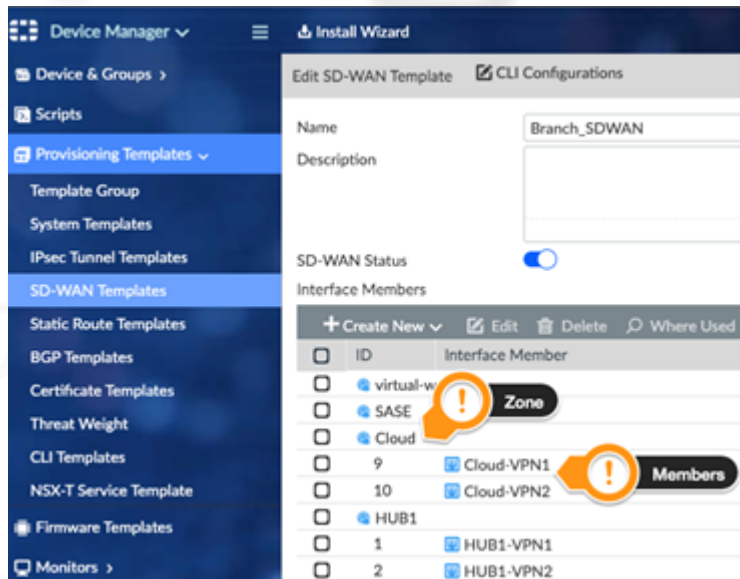 Device Manager
Install Wizard
Device & Groups
Edit SD-WAN Template
CLI Configurations
Scripts
Name
Branch_SDWAN
Provisioning Templates
Description
Template Group
System Templates
IPsec Tunnel Templates
SD-WAN Status
SD-WAN Templates
Interface Members
Static Route Templates
+ Create New
Edit
Delete
Where Used
BGP Templates
ID
Interface Member
Certificate Templates
virtual-w
Zone
Threat Weight
SASE
Cloud
CLI Templates
9
Cloud-VPN1
Members
NSX-T Service Template
10
Cloud-VPN2
Firmware Templates
HUB1
1
HUB1-VPN1
Monitors
2
HUB1-VPN2